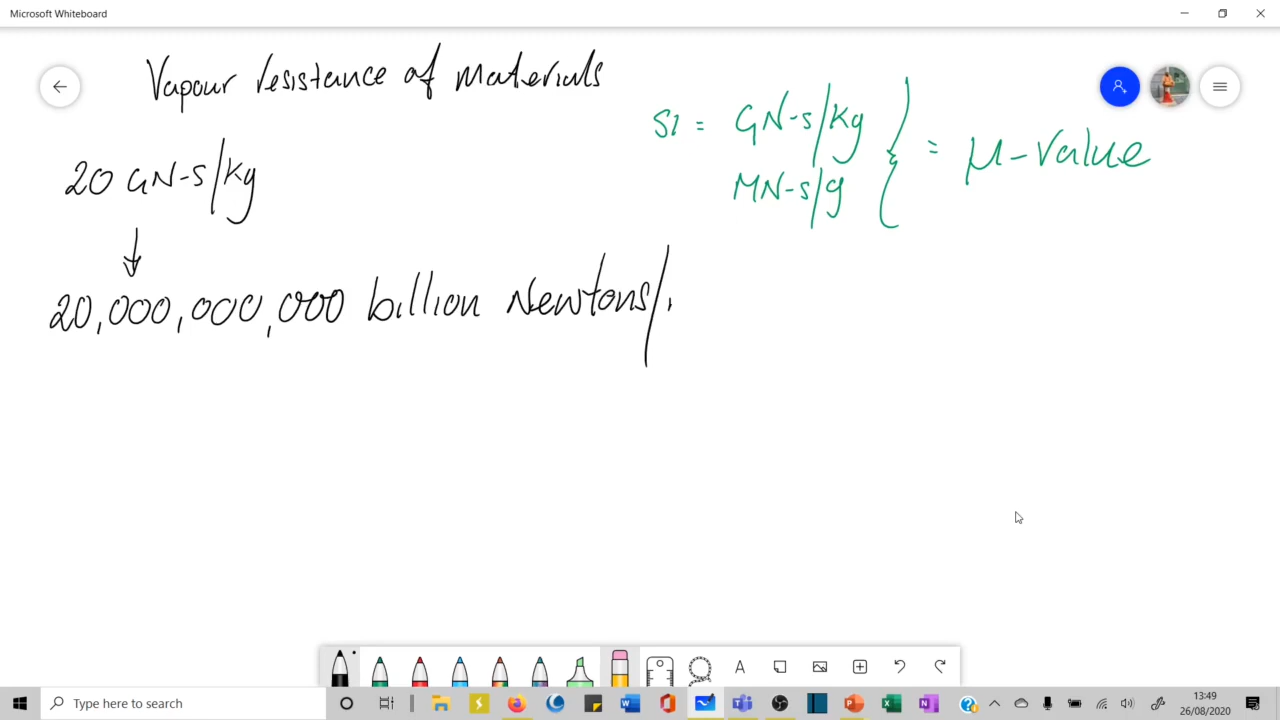 Microsoft Whiteboard
Vapour resistance of materials
SI = GN-s/kg
MN-s/g
= μ-value
20 GN-s/kg
20,000,000,000 billion Newtons/.
A
Type here to search
13:49
26/08/2020